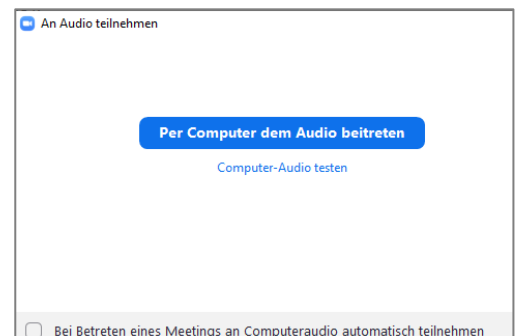 An Audio teilnehmen
Per Computer dem Audio beitreten
Computer-Audio testen
Bei Betreten eines Meetings an Computeraudio automatisch teilnehmen